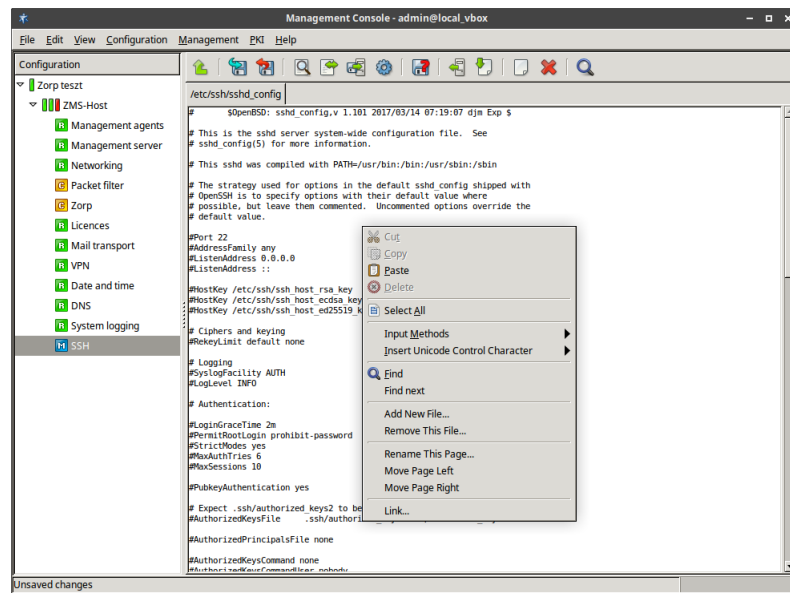 Management Console - admin@local_vbox
File Edit View Configuration Management PKI Help
Configuration
Zorp teszt
ZMS-Host
R Management agents
R Management server
R Networking
C Packet filter
C Zorp
R Licences
R Mail transport
R VPN
R Date and time
R DNS
R System logging
M SSH
/etc/ssh/sshd_config
# $OpenBSD: sshd_config,v 1.101 2017/03/14 07:19:07 djm Exp $
# This is the sshd server system-wide configuration file. See
# sshd_config(5) for more information.
# This sshd was compiled with PATH=/usr/bin:/bin:/usr/sbin:/sbin
# The strategy used for options in the default sshd_config shipped with
# OpenSSH is to specify options with their default value where
# possible, but leave them commented. Uncommented options override the
# default value.
#Port 22
#AddressFamily any
#ListenAddress 0.0.0.0
#ListenAddress ::
#HostKey /etc/ssh/ssh_host_rsa_key
#HostKey /etc/ssh/ssh_host_ecdsa_key
#HostKey /etc/ssh/ssh_host_ed25519_k
# Ciphers and keying
#RekeyLimit default none
# Logging
#SyslogFacility AUTH
#LogLevel INFO
# Authentication:
#LoginGraceTime 2m
#PermitRootLogin prohibit-password
#StrictModes yes
#MaxAuthTries 6
#MaxSessions 10
#PubkeyAuthentication yes
# Expect .ssh/authorized_keys2 to be
#AuthorizedKeysFile .ssh/authori
#AuthorizedPrincipalsFile none
#AuthorizedKeysCommand none
#AuthorizedKeysCommandUser nobody
Cut
Copy
Paste
Delete
Select All
Input Methods
Insert Unicode Control Character
Find
Find next
Add New File...
Remove This File...
Rename This Page...
Move Page Left
Move Page Right
Link...
Unsaved changes